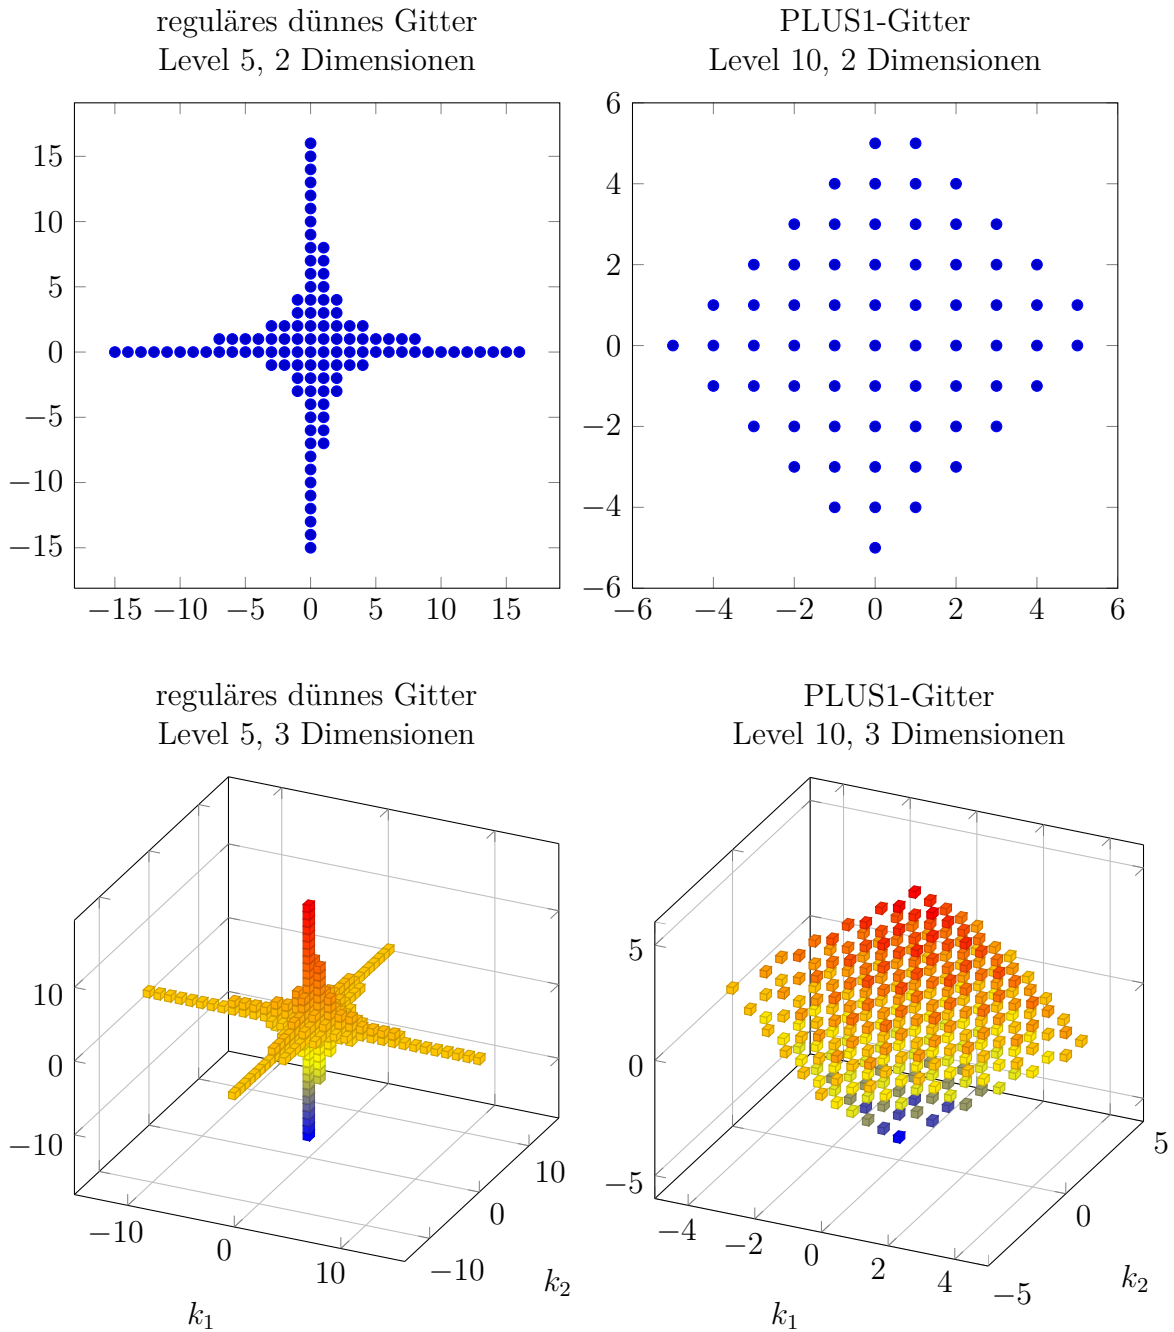 reguläres dünnes Gitter
Level 5, 2 Dimensionen
15
10
5
0
−5
−10
−15
−15 −10 −5 0 5 10 15
PLUS1-Gitter
Level 10, 2 Dimensionen
6
4
2
0
−2
−4
−6
−6 −4 −2 0 2 4 6
reguläres dünnes Gitter
Level 5, 3 Dimensionen
10
0
−10
−10 0 10
k₁
−10 0 10
k₂
PLUS1-Gitter
Level 10, 3 Dimensionen
5
0
−5
−4 −2 0 2 4
k₁
−5 0 5
k₂